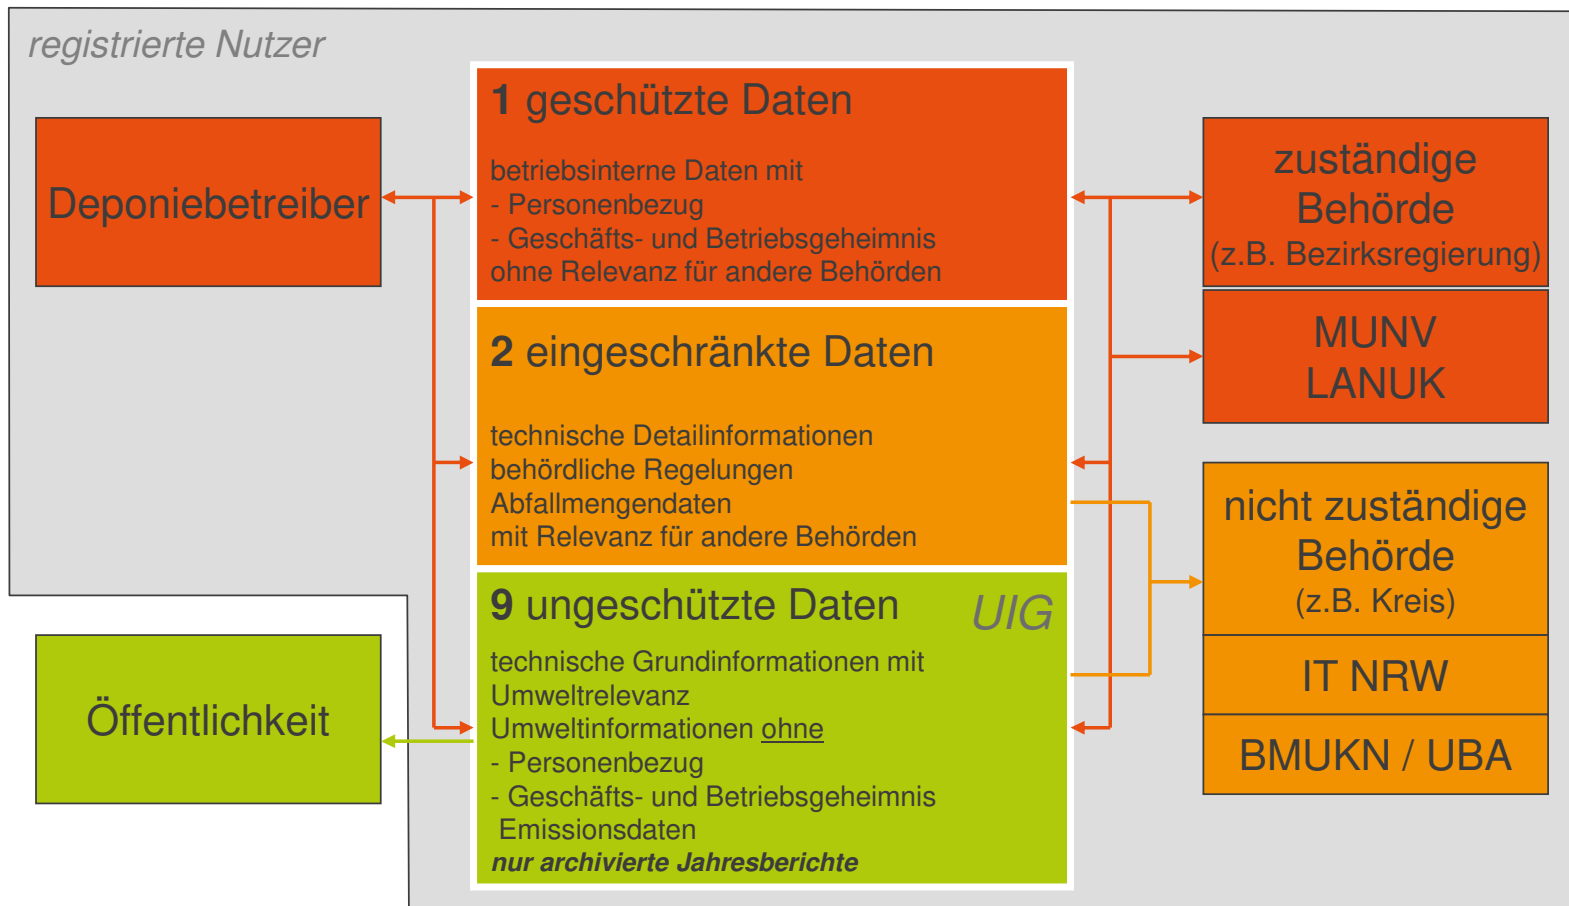 registrierte Nutzer
Deponiebetreiber
Öffentlichkeit
1 geschützte Daten
betriebsinterne Daten mit
- Personenbezug
- Geschäfts- und Betriebsgeheimnis
ohne Relevanz für andere Behörden
2 eingeschränkte Daten
technische Detailinformationen
behördliche Regelungen
Abfallmengendaten
mit Relevanz für andere Behörden
9 ungeschützte Daten
UIG
technische Grundinformationen mit
Umweltrelevanz
Umweltinformationen ohne
- Personenbezug
- Geschäfts- und Betriebsgeheimnis
Emissionsdaten
nur archivierte Jahresberichte
zuständige
Behörde
(z.B. Bezirksregierung)
MUNV
LANUK
nicht zuständige
Behörde
(z.B. Kreis)
IT NRW
BMUKN / UBA